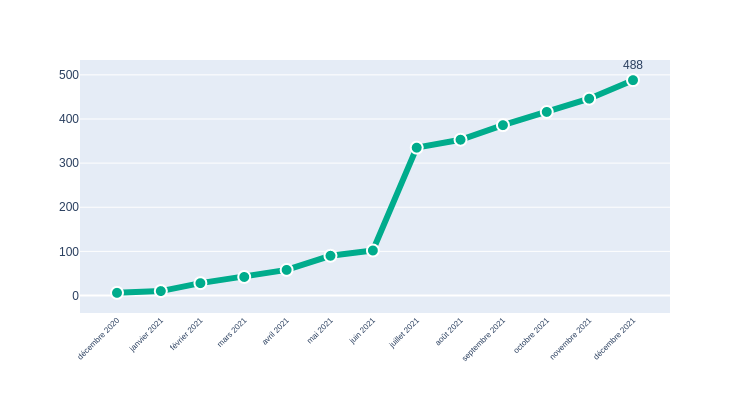 488
500
400
300
200
100
0
décembre 2020
janvier 2021
février 2021
mars 2021
avril 2021
mai 2021
juin 2021
juillet 2021
août 2021
septembre 2021
octobre 2021
novembre 2021
décembre 2021